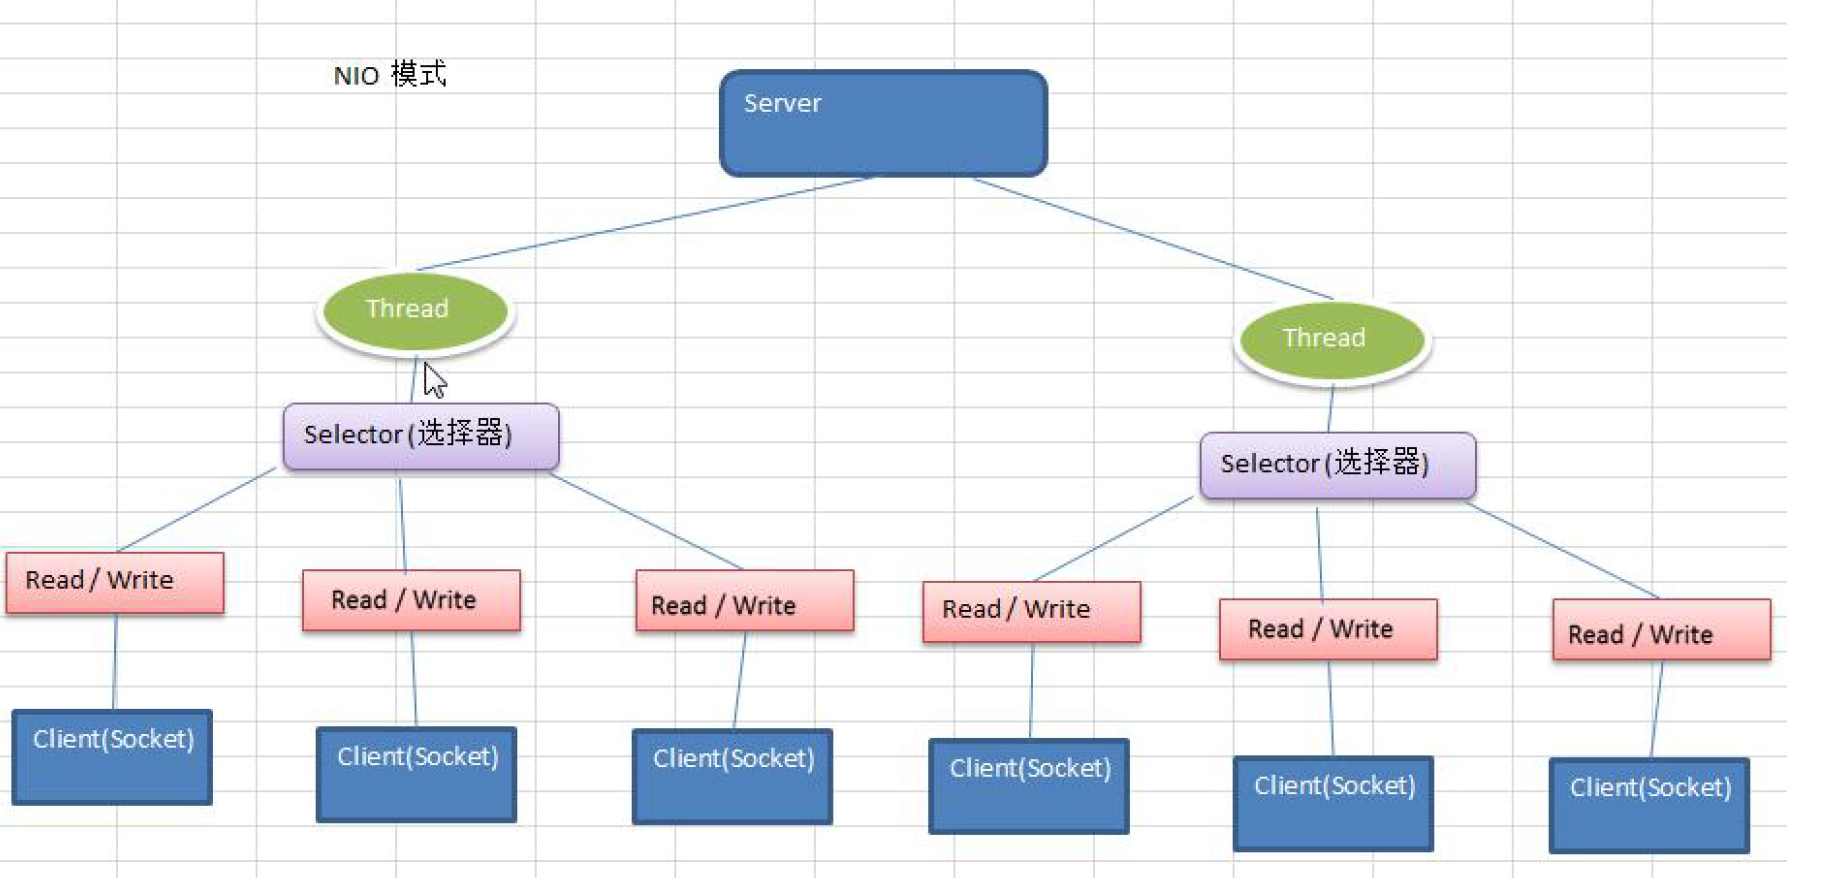 NIO 模式
Server
Thread
Thread
Selector(选择器)
Selector(选择器)
Read / Write
Read / Write
Read / Write
Read / Write
Read / Write
Read / Write
Client(Socket)
Client(Socket)
Client(Socket)
Client(Socket)
Client(Socket)
Client(Socket)